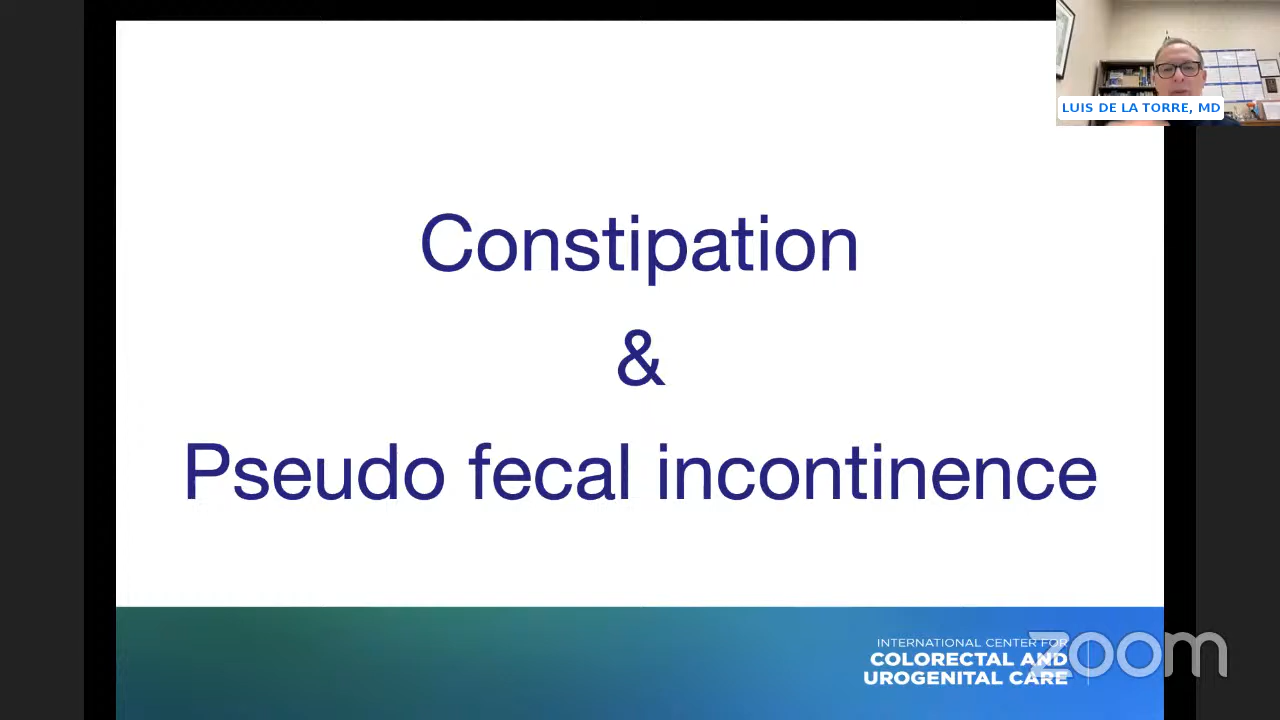 LUIS DE LA TORRE, MD
Constipation
&
Pseudo fecal incontinence
INTERNATIONAL CENTER FOR
COLORECTAL AND
UROGENITAL CARE
zoom